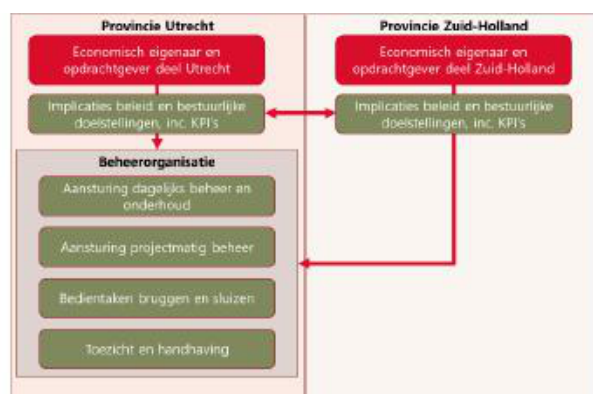 Provincie Utrecht
Economisch eigenaar en
opdrachtgever deel Utrecht
Implicaties beleid en bestuurlijke
doelstellingen, inc. KPI's
Beheerorganisatie
Aansturing dagelijks beheer en
onderhoud
Aansturing projectmatig beheer
Bedientaken bruggen en sluizen
Toezicht en handhaving
Provincie Zuid-Holland
Economisch eigenaar en
opdrachtgever deel Zuid-Holland
Implicaties beleid en bestuurlijke
doelstellingen, inc. KPI's